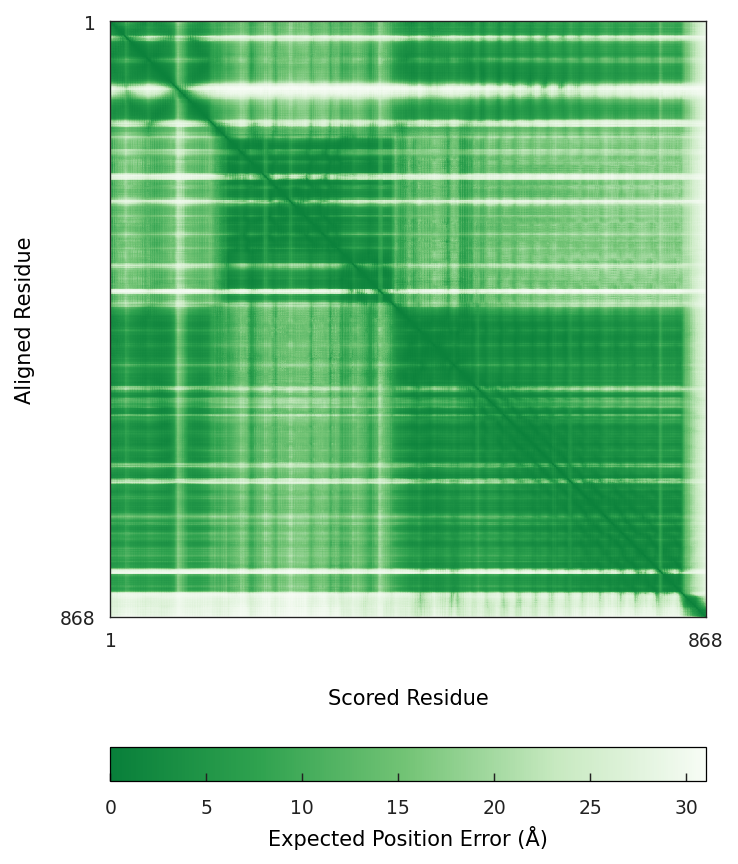 1
Aligned Residue
868
1 868
Scored Residue
0 5 10 15 20 25 30
Expected Position Error (Å)